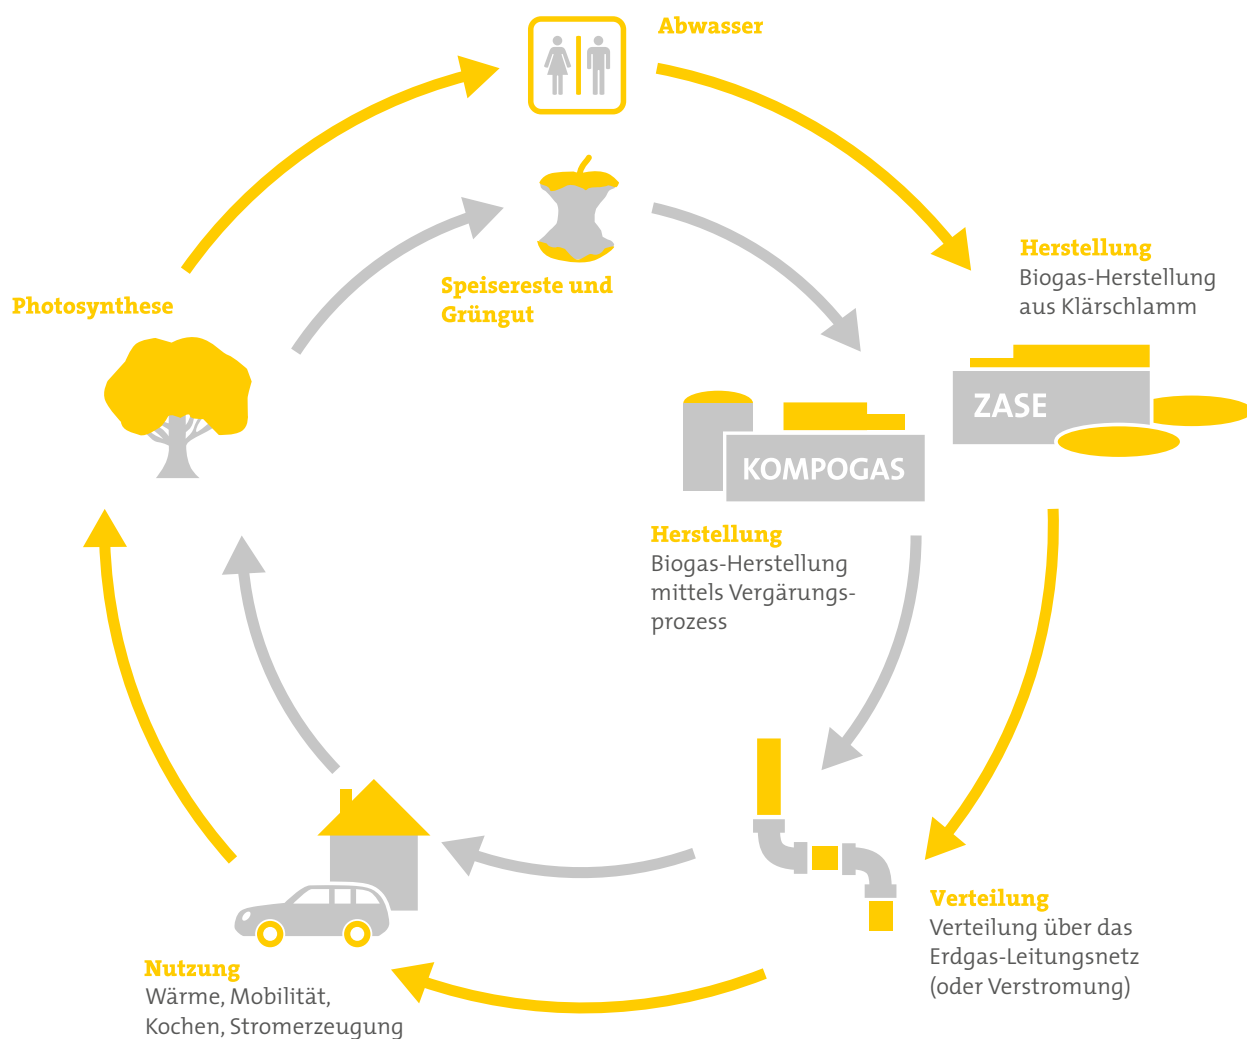 Abwasser
Speisereste und
Grüngut
Photosynthese
Herstellung
Biogas-Herstellung
aus Klärschlamm
ZASE
KOMPOGAS
Herstellung
Biogas-Herstellung
mittels Vergärungs-
prozess
Verteilung
Verteilung über das
Erdgas-Leitungsnetz
(oder Verstromung)
Nutzung
Wärme, Mobilität,
Kochen, Stromerzeugung